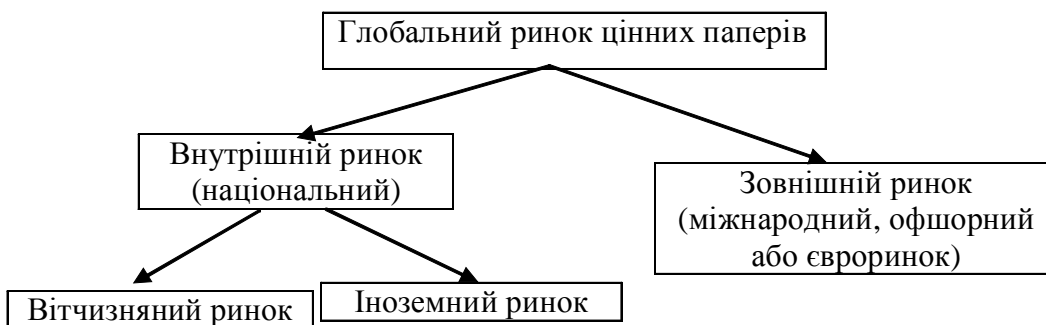 Глобальний ринок цінних паперів
Внутрішній ринок
(національний)
Зовнішній ринок
(міжнародний, офшорний
або євроринок)
Вітчизняний ринок
Іноземний ринок